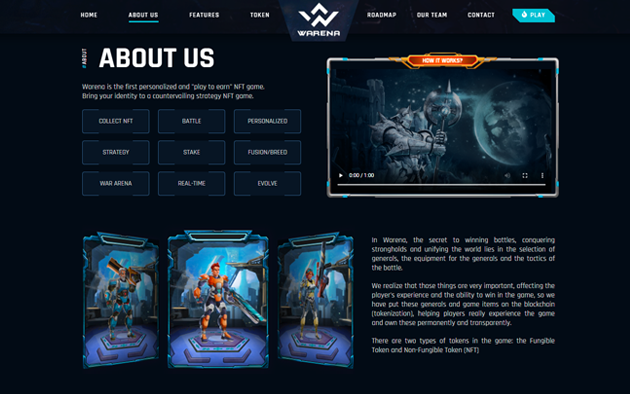 HOME
ABOUT US
FEATURES
TOKEN
WARENA
ROADMAP
OUR TEAM
CONTACT
PLAY
#ABOUT
ABOUT US
Warena is the first personalized and "play to earn" NFT game.
Bring your identity to a countervailing strategy NFT game.
COLLECT NFT
BATTLE
PERSONALIZED
STRATEGY
STAKE
FUSION/BREED
WAR ARENA
REAL-TIME
EVOLVE
HOW IT WORKS?
0:00 / 1:00
In Warena, the secret to winning battles, conquering
strongholds and unifying the world lies in the selection of
generals, the equipment for the generals and the tactics of
the battle.
We realize that those things are very important, affecting the
player's experience and the ability to win in the game, so we
have put these generals and game items on the blockchain
(tokenization), helping players really experience the game
and own these permanently and transparently.
There are two types of tokens in the game: the Fungible
Token and Non-Fungible Token (NFT)